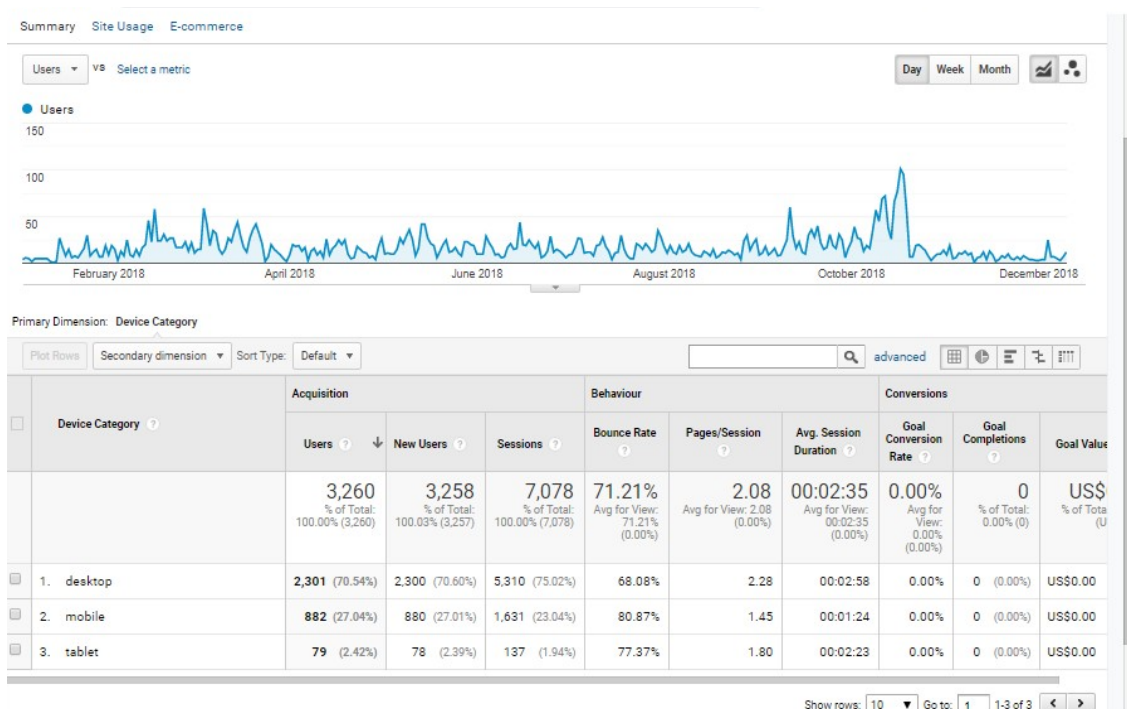 Summary Site Usage E-commerce
Users VS Select a metric Day Week Month
Users
150
100
50
February 2018 April 2018 June 2018 August 2018 October 2018 December 2018
Primary Dimension: Device Category
Plot Rows Secondary dimension Sort Type: Default advanced
Acquisition Behaviour Conversions
Device Category ? Users ? New Users ? Sessions ? Bounce Rate ? Pages/Session ? Avg. Session Duration ? Goal Conversion Rate ? Goal Completions ? Goal Value
3,260 3,258 7,078 71.21% 2.08 00:02:35 0.00% 0 US$
% of Total: 100.00% (3,260) % of Total: 100.03% (3,257) % of Total: 100.00% (7,078) Avg for View: 71.21% (0.00%) Avg for View: 2.08 (0.00%) Avg for View: 00:02:35 (0.00%) Avg for View: 0.00% (0.00%) % of Total: 0.00% (0) % of Tota (U
1. desktop 2,301 (70.54%) 2,300 (70.60%) 5,310 (75.02%) 68.08% 2.28 00:02:58 0.00% 0 (0.00%) US$0.00
2. mobile 882 (27.04%) 880 (27.01%) 1,631 (23.04%) 80.87% 1.45 00:01:24 0.00% 0 (0.00%) US$0.00
3. tablet 79 (2.42%) 78 (2.39%) 137 (1.94%) 77.37% 1.80 00:02:23 0.00% 0 (0.00%) US$0.00
Show rows: 10 Go to: 1 1-3 of 3